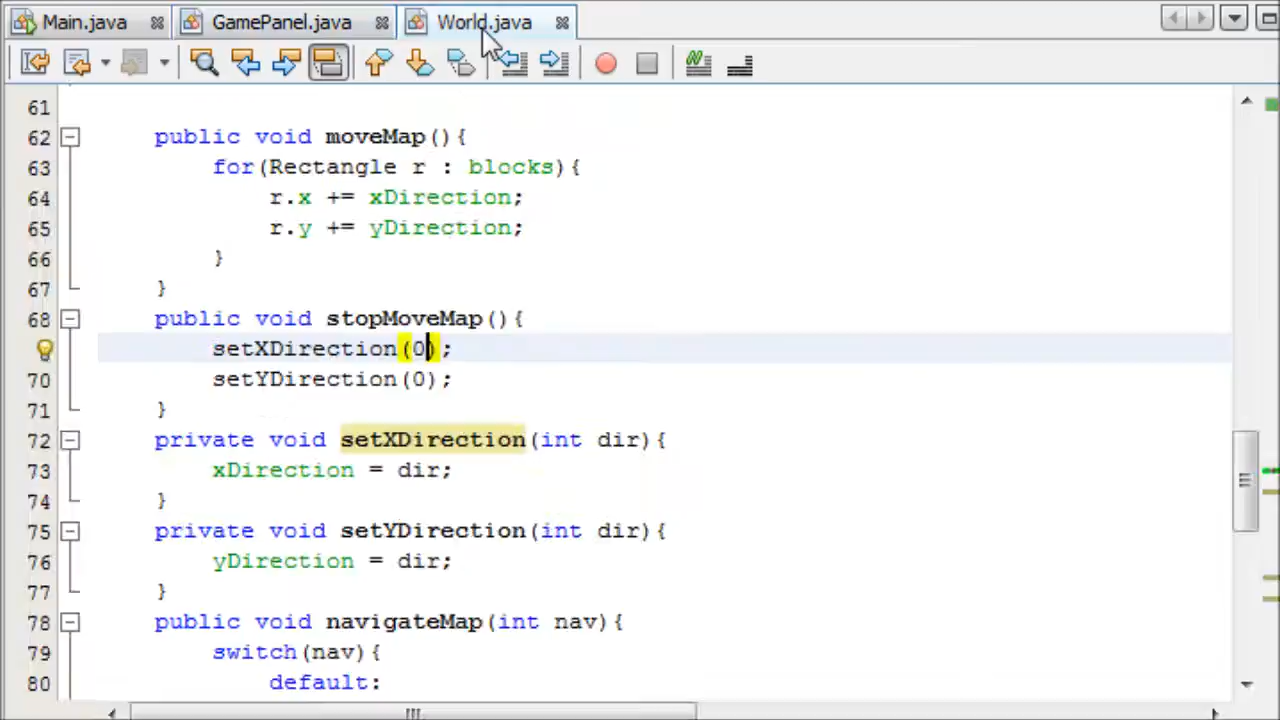 Main.java GamePanel.java World.java
61
62 public void moveMap(){
63 for(Rectangle r : blocks){
64 r.x += xDirection;
65 r.y += yDirection;
66 }
67 }
68 public void stopMoveMap(){
setXDirection(0);
70 setYDirection(0);
71 }
72 private void setXDirection(int dir){
73 xDirection = dir;
74 }
75 private void setYDirection(int dir){
76 yDirection = dir;
77 }
78 public void navigateMap(int nav){
79 switch(nav){
80 default: